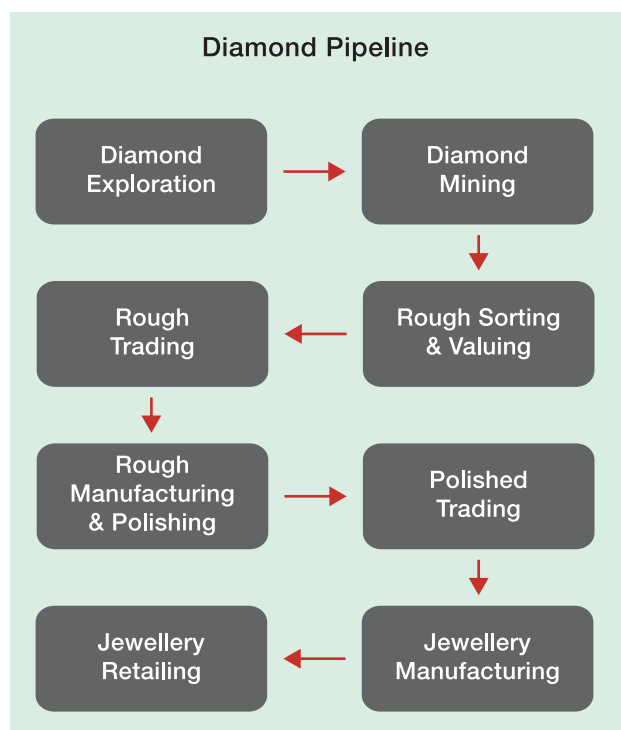 Diamond Pipeline
Diamond
Exploration
Diamond
Mining
Rough Sorting
& Valuing
Rough
Trading
Rough
Manufacturing
& Polishing
Polished
Trading
Jewellery
Manufacturing
Jewellery
Retailing